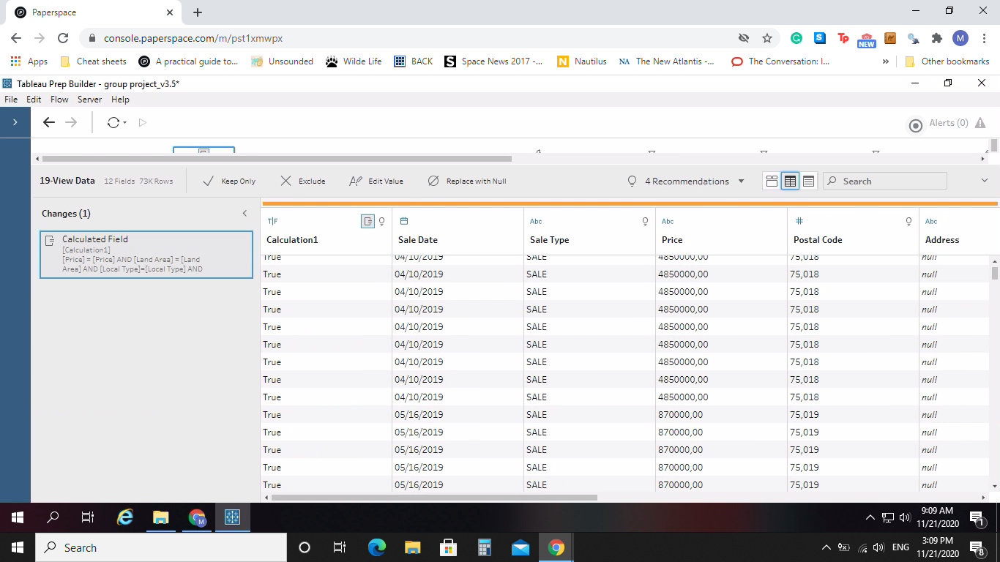 Paperspace
console.paperspace.com/m/pst1xmwpx
M
NEW
Apps
Cheat sheets
A practical guide to...
Unsounded
Wilde Life
BACK
Space News 2017 -...
Nautilus
NA The New Atlantis -...
The Conversation: I...
»
Other bookmarks
Tableau Prep Builder - group project_v3.5*
File Edit Flow Server Help
Alerts (0)
19-View Data 12 Fields 73K Rows Keep Only Exclude Edit Value Replace with Null 4 Recommendations Search
Changes (1)
Calculated Field
[Calculation1]
[Price] = [Price] AND [Land Area] = [Land
Area] AND [Local Type]=[Local Type] AND
T|F Abc Abc # Abc
Calculation1 Sale Date Sale Type Price Postal Code Address
True 04/10/2019 SALE 4850000,00 75,018 null
True 04/10/2019 SALE 4850000,00 75,018 null
True 04/10/2019 SALE 4850000,00 75,018 null
True 04/10/2019 SALE 4850000,00 75,018 null
True 04/10/2019 SALE 4850000,00 75,018 null
True 04/10/2019 SALE 4850000,00 75,018 null
True 04/10/2019 SALE 4850000,00 75,018 null
True 04/10/2019 SALE 4850000,00 75,018 null
True 04/10/2019 SALE 4850000,00 75,018 null
True 05/16/2019 SALE 870000,00 75,019 null
True 05/16/2019 SALE 870000,00 75,019 null
True 05/16/2019 SALE 870000,00 75,019 null
True 05/16/2019 SALE 870000,00 75,019 null
True 05/16/2019 SALE 870000,00 75,019 null
9:09 AM
11/21/2020
1
Search
ENG
3:09 PM
11/21/2020
8